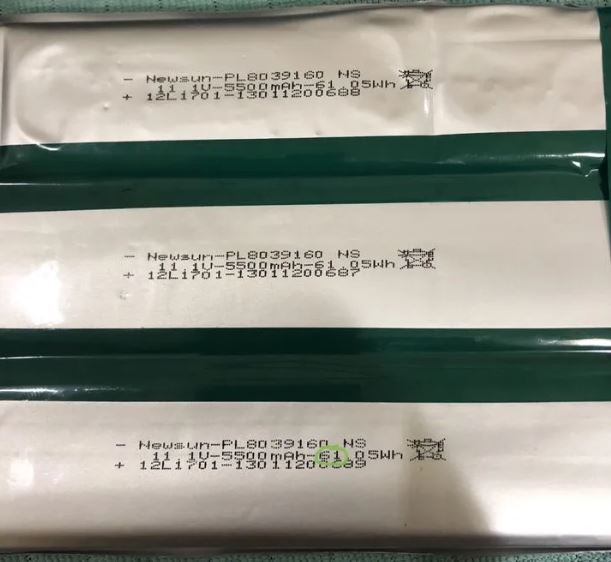 - Newsun-PL8039160 NS
11.1V-5500mAh-61.05Wh
+ 12L1701-13011200688
- Newsun-PL8039160 NS
11.1V-5500mAh-61.05Wh
+ 12L1701-13011200687
- Newsun-PL8039160 NS
11.1V-5500mAh-61.05Wh
+ 12L1701-13011200689